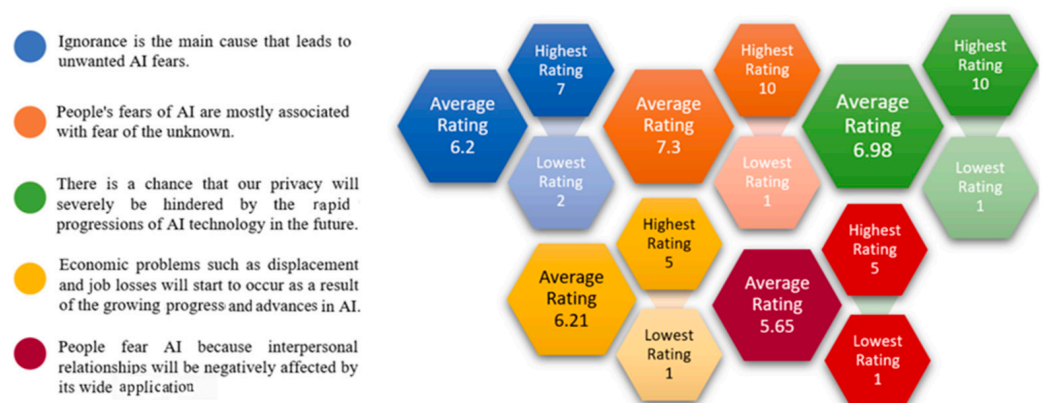 Ignorance is the main cause that leads to
unwanted AI fears.
People's fears of AI are mostly associated
with fear of the unknown.
There is a chance that our privacy will
severely be hindered by the rapid
progressions of AI technology in the future.
Economic problems such as displacement
and job losses will start to occur as a result
of the growing progress and advances in AI.
People fear AI because interpersonal
relationships will be negatively affected by
its wide application
Average
Rating
6.2
Highest
Rating
7
Lowest
Rating
2
Average
Rating
7.3
Highest
Rating
10
Lowest
Rating
1
Average
Rating
6.98
Highest
Rating
10
Lowest
Rating
1
Average
Rating
6.21
Highest
Rating
5
Lowest
Rating
1
Average
Rating
5.65
Highest
Rating
5
Lowest
Rating
1